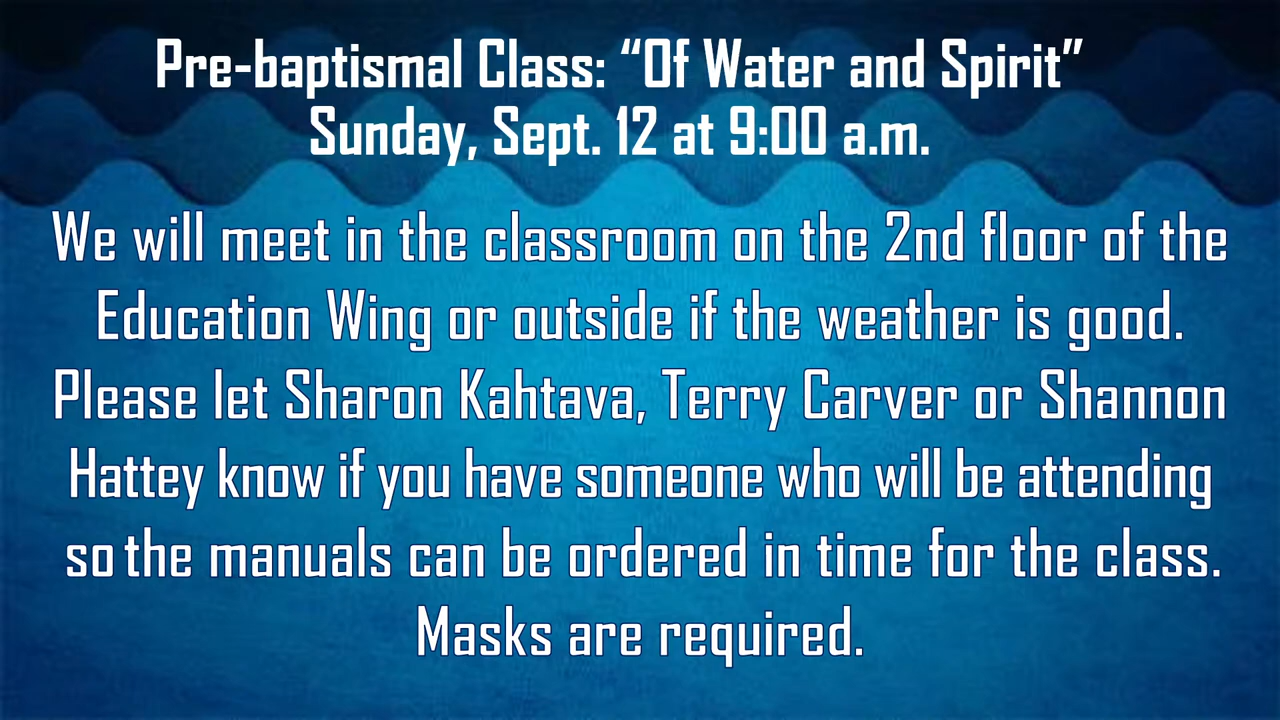 Pre-baptismal Class: “Of Water and Spirit”
Sunday, Sept. 12 at 9:00 a.m.
We will meet in the classroom on the 2nd floor of the
Education Wing or outside if the weather is good.
Please let Sharon Kahtava, Terry Carver or Shannon
Hattey know if you have someone who will be attending
so the manuals can be ordered in time for the class.
Masks are required.